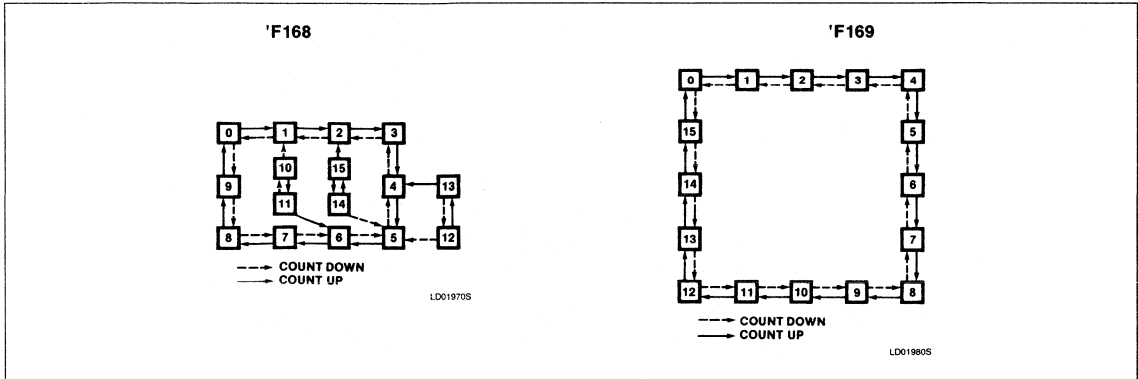 'F168
0 1 2 3
10 15
9 4 13
11 14
8 7 6 5 12
COUNT DOWN
COUNT UP
LD01970S
'F169
0 1 2 3 4
15 5
14 6
13 7
12 11 10 9 8
COUNT DOWN
COUNT UP
LD01980S